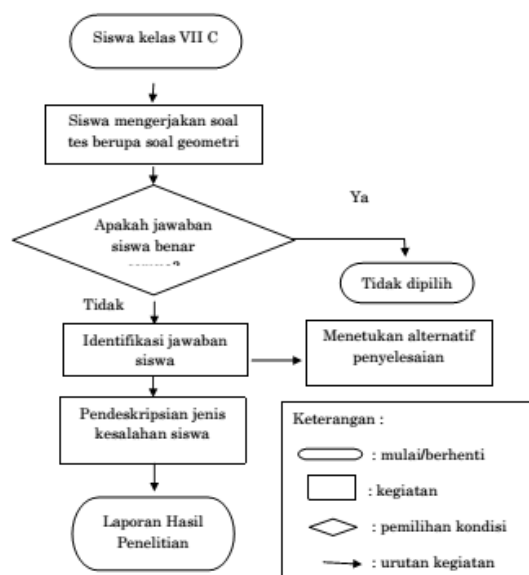 Siswa kelas VII C
Siswa mengerjakan soal
tes berupa soal geometri
Ya
Apakah jawaban
siswa benar
Tidak dipilih
Tidak
Identifikasi jawaban
siswa
Menetukan alternatif
penyelesaian
Pendeskripsian jenis
kesalahan siswa
Laporan Hasil
Penelitian
Keterangan :
: mulai/berhenti
: kegiatan
: pemilihan kondisi
: urutan kegiatan